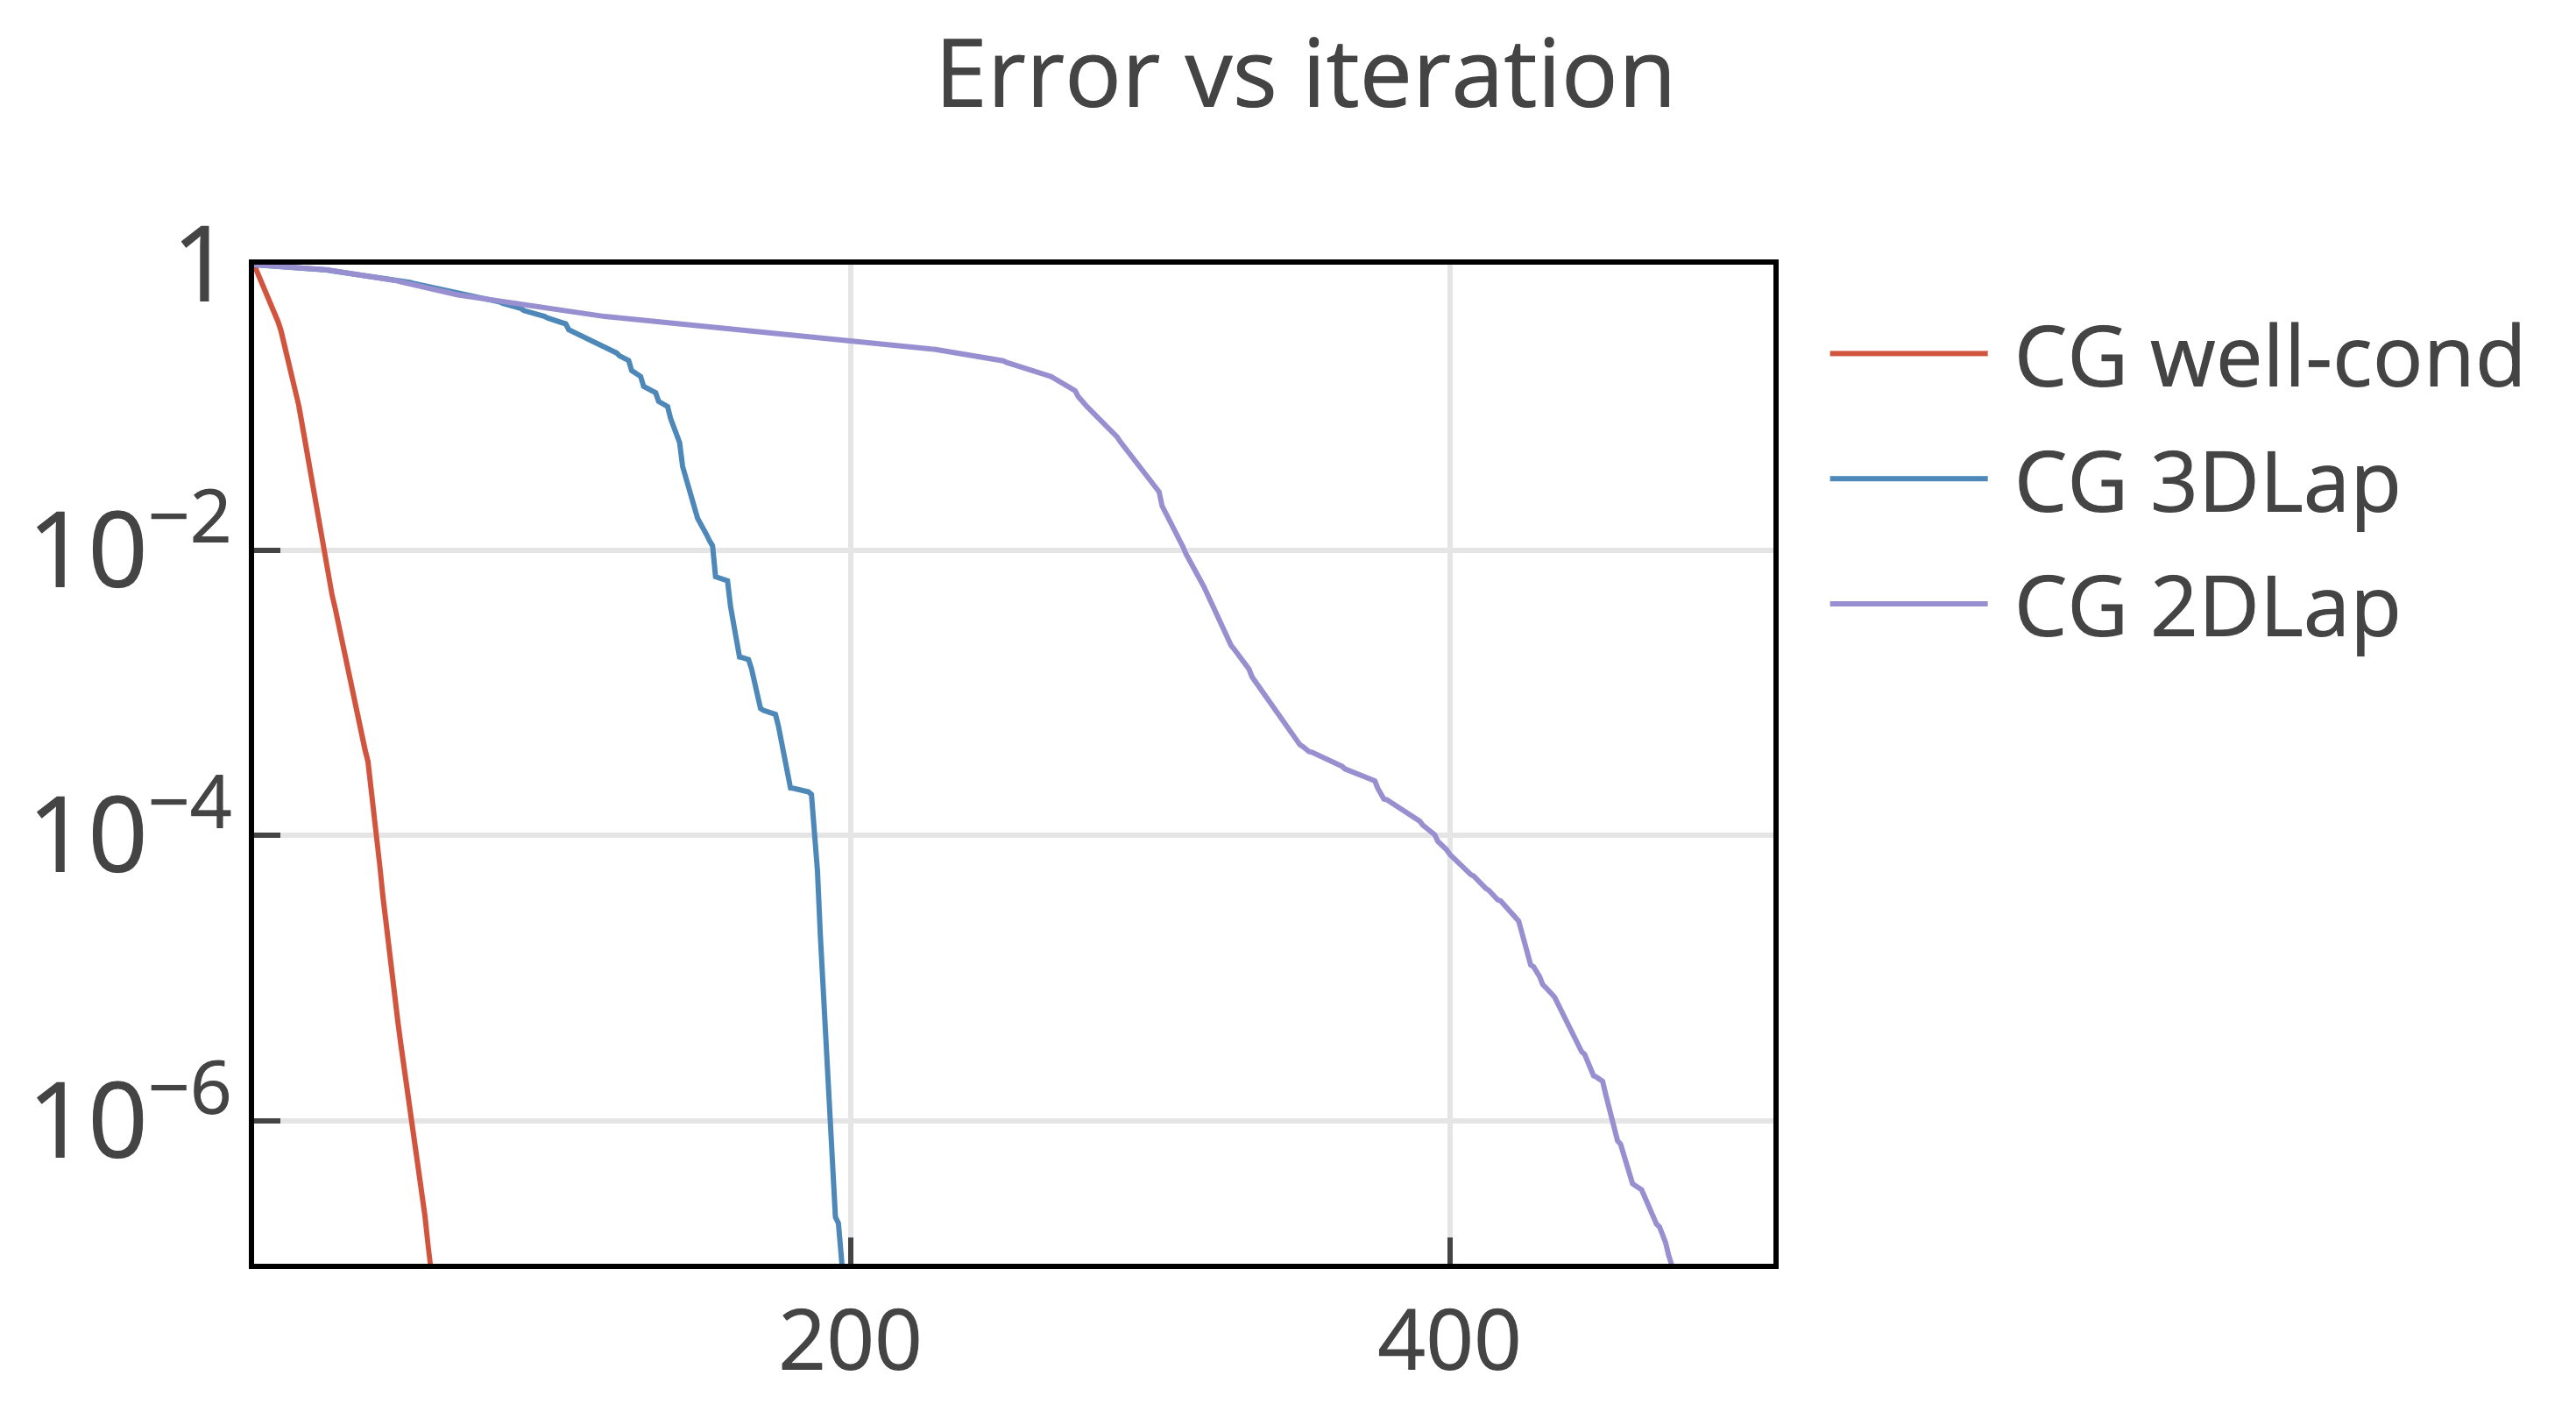 Error vs iteration
1
10⁻²
10⁻⁴
10⁻⁶
200
400
CG well-cond
CG 3DLap
CG 2DLap